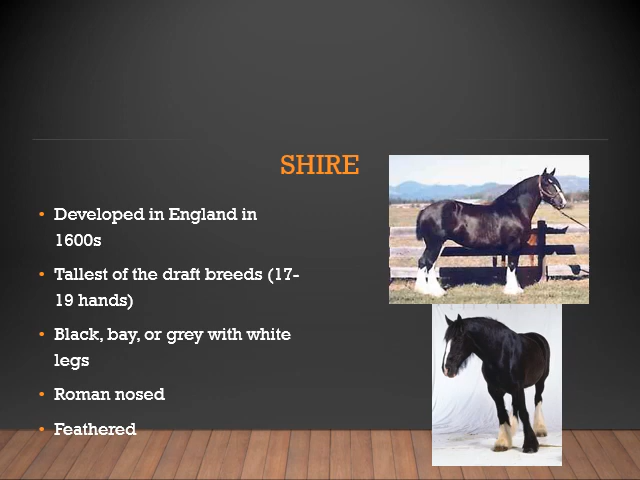 SHIRE
• Developed in England in
1600s
• Tallest of the draft breeds (17-
19 hands)
• Black, bay, or grey with white
legs
• Roman nosed
• Feathered